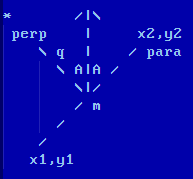 * /|\
perp | x2,y2
\ q | / para
\ A|A /
\|/
/ m
/
/
x1,y1